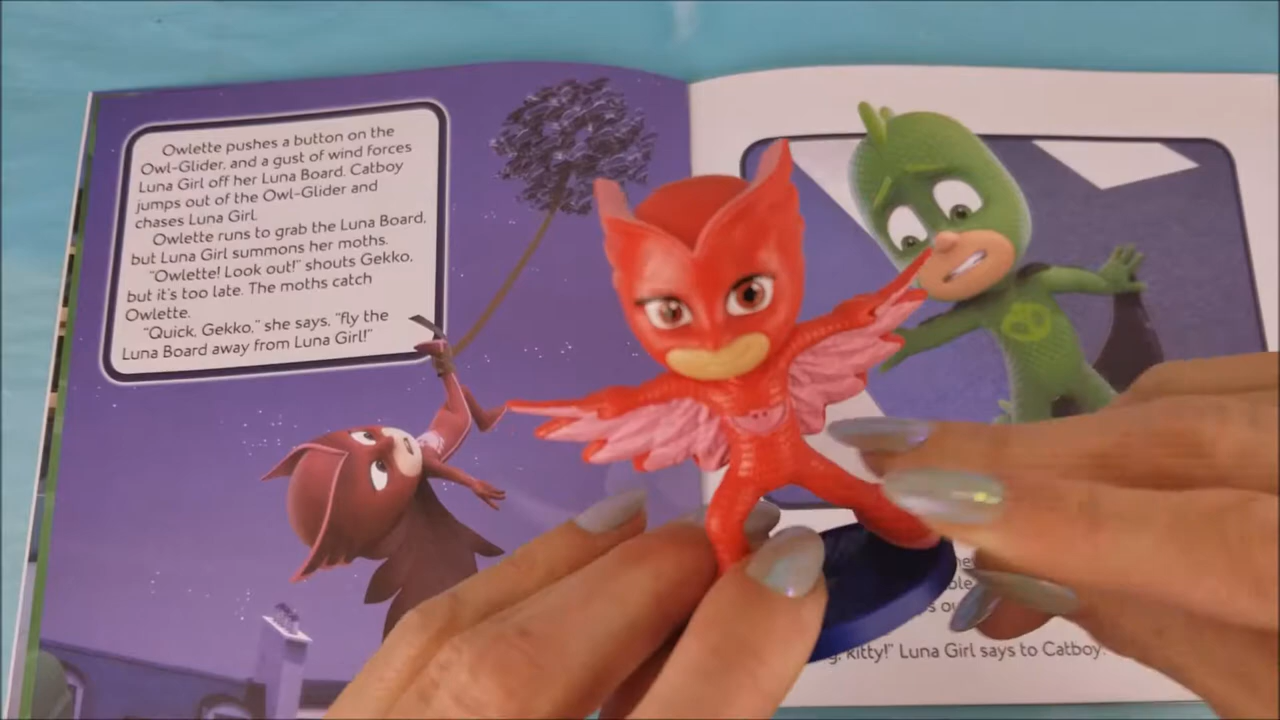 Owlette pushes a button on the
Owl-Glider, and a gust of wind forces
Luna Girl off her Luna Board. Catboy
jumps out of the Owl-Glider and
chases Luna Girl.
Owlette runs to grab the Luna Board,
but Luna Girl summons her moths.
"Owlette! Look out!" shouts Gekko,
but it's too late. The moths catch
Owlette.
"Quick, Gekko," she says, "fly the
Luna Board away from Luna Girl!"
kitty!" Luna Girl says to Catboy.